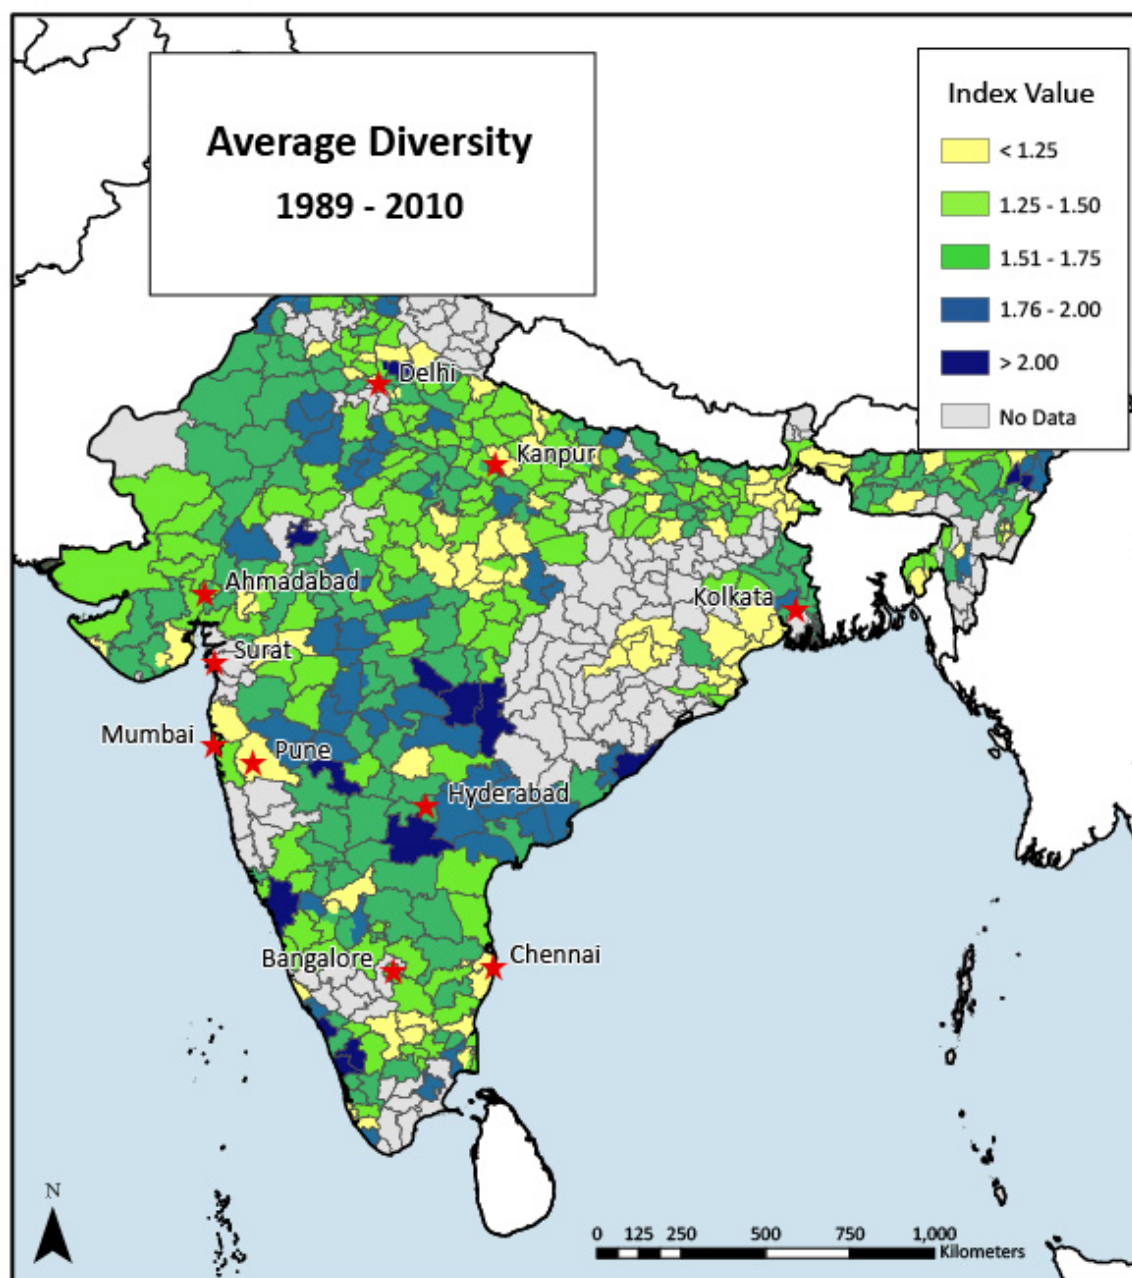 Average Diversity
1989 - 2010
Index Value
< 1.25
1.25 - 1.50
1.51 - 1.75
1.76 - 2.00
> 2.00
No Data
Delhi
Kanpur
Ahmadabad
Kolkata
Surat
Mumbai
Pune
Hyderabad
Bangalore
Chennai
N
0 125 250 500 750 1,000
Kilometers